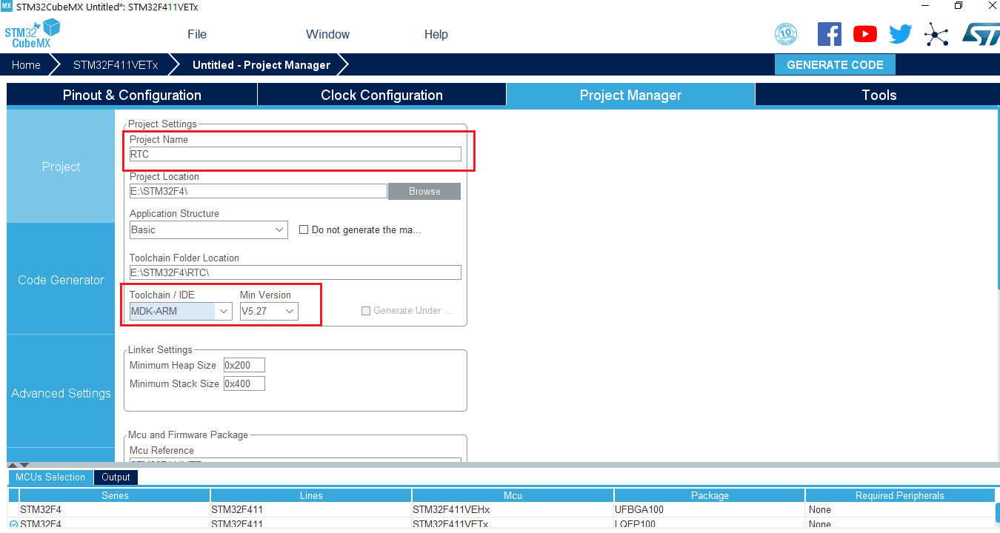 MX STM32CubeMX Untitled*: STM32F411VETx
STM32
CubeMX
File Window Help
10
ST
Home STM32F411VETx Untitled - Project Manager GENERATE CODE
Pinout & Configuration Clock Configuration Project Manager Tools
Project
Code Generator
Advanced Settings
Project Settings
Project Name
RTC
Project Location
E:\STM32F4\ Browse
Application Structure
Basic Do not generate the ma...
Toolchain Folder Location
E:\STM32F4\RTC\
Toolchain / IDE Min Version
MDK-ARM V5.27 Generate Under ...
Linker Settings
Minimum Heap Size 0x200
Minimum Stack Size 0x400
Mcu and Firmware Package
Mcu Reference
MCUs Selection Output
Series Lines Mcu Package Required Peripherals
STM32F4 STM32F411 STM32F411VEHx UFBGA100 None
STM32F4 STM32F411 STM32F411VETx LQFP100 None